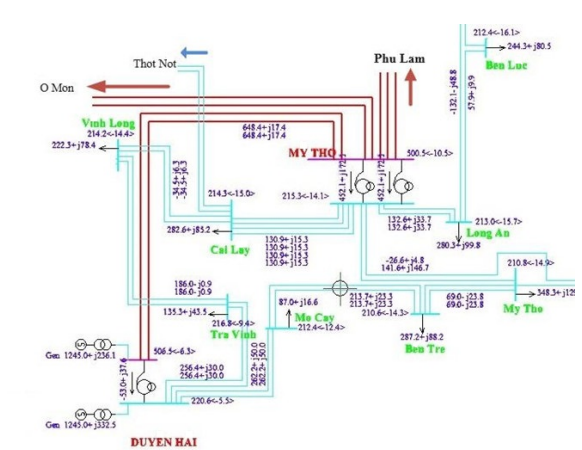 212.4<-16.1>
244.3+j80.5
Ben Luc
Thot Not
Phu Lam
O Mon
-132.1-j48.8
57.9+j9.9
Vinh Long
214.2<-14.4>
222.3+j78.4
648.4+j17.4
648.4+j17.4
MY THO
500.5<-10.5>
452.1+j172.3
452.1+j172.3
-34.5+j6.3
-34.5+j6.3
214.3<-15.0>
215.3<-14.1>
282.6+j85.2
Cai Lay
130.9+j15.3
130.9+j15.3
130.9+j15.3
130.9+j15.3
132.6+j33.7
132.6+j33.7
213.0<-15.7>
Long An
280.3+j99.8
-26.6+j4.8
141.6+j146.7
210.8<-14.9>
348.3+j12
My Tho
186.0-j0.9
186.0-j0.9
135.3+j43.5
216.8<-9.4>
Tra Vinh
87.0+j16.6
Mo Cay
212.4<-12.4>
213.7+j23.3
213.7+j23.3
210.6<-14.3>
69.0-j23.8
69.0-j23.8
287.2+j88.2
Ben Tre
Gen 1245.0+j236.1
506.5<-6.3>
-53.0+j37.6
256.4+j30.0
256.4+j30.0
262.2+j50.0
262.2+j50.0
Gen 1245.0+j332.5
220.6<-5.5>
DUYEN HAI